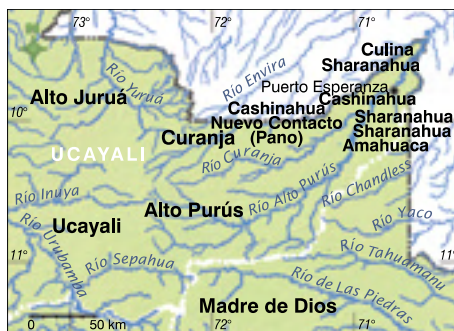 73°
72°
71°
Culina
Sharanahua
Río Envira
Puerto Esperanza
Río Yuruá
Alto Juruá
Cashinahua
Cashinahua
10°
Nuevo Contacto
Sharanahua
Curanja
(Pano)
Sharanahua
UCAYALI
Río Curanja
Amahuaca
Río Inuya
Alto Purús
Río Alto Purús
Río Chandless
Río Yaco
Ucayali
Río Urubamba
Río Sepahua
Río Tahuamanu
11°
11°
Río de Las Piedras
Madre de Dios
0
50 km
72°
71°